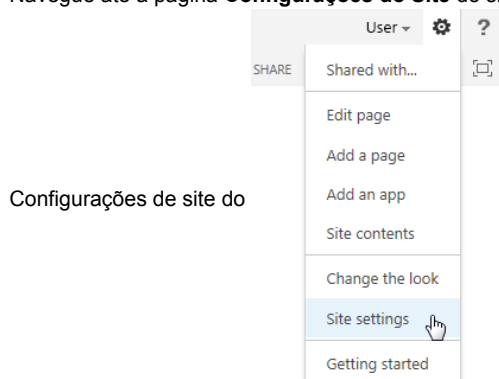 Navegue até a página Configurações de Site do
User ?
SHARE
Shared with...
Edit page
Add a page
Configurações de site do
Add an app
Site contents
Change the look
Site settings
Getting started